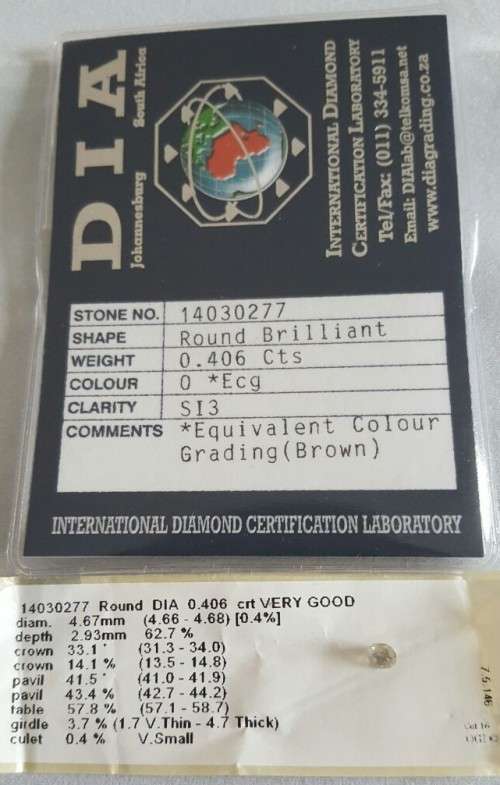 DIA
Johannesburg South Africa
INTERNATIONAL DIAMOND
CERTIFICATION LABORATORY
Tel/Fax: (011) 334-5911
Email: DIAlab@telkomsa.net
www.diagrading.co.za
STONE NO. 14030277
SHAPE Round Brilliant
WEIGHT 0.406 Cts
COLOUR O *Ecg
CLARITY SI3
COMMENTS *Equivalent Colour
Grading(Brown)
INTERNATIONAL DIAMOND CERTIFICATION LABORATORY
14030277 Round DIA 0.406 crt VERY GOOD
diam. 4.67mm (4.66 - 4.68) [0.4%]
depth 2.93mm 62.7 %
crown 33.1 ° (31.3 - 34.0)
crown 14.1 % (13.5 - 14.8)
pavil 41.5 ° (41.0 - 41.9)
pavil 43.4 % (42.7 - 44.2)
table 57.8 % (57.1 - 58.7)
girdle 3.7 % (1.7 V.Thin - 4.7 Thick)
culet 0.4 % V.Small